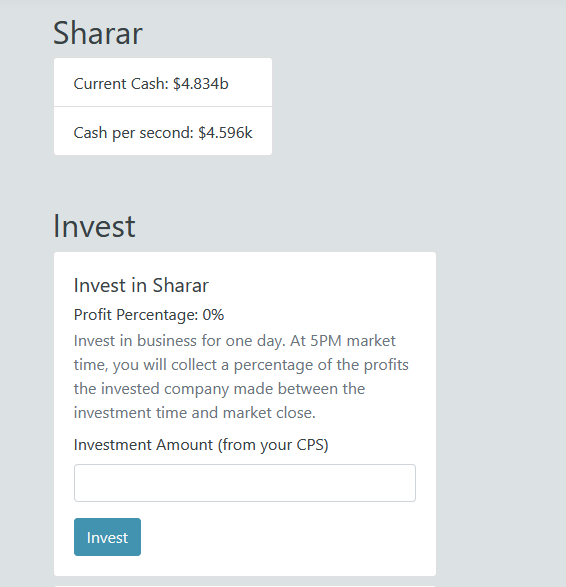 Sharar
Current Cash: $4.834b
Cash per second: $4.596k
Invest
Invest in Sharar
Profit Percentage: 0%
Invest in business for one day. At 5PM market
time, you will collect a percentage of the profits
the invested company made between the
investment time and market close.
Investment Amount (from your CPS)
Invest